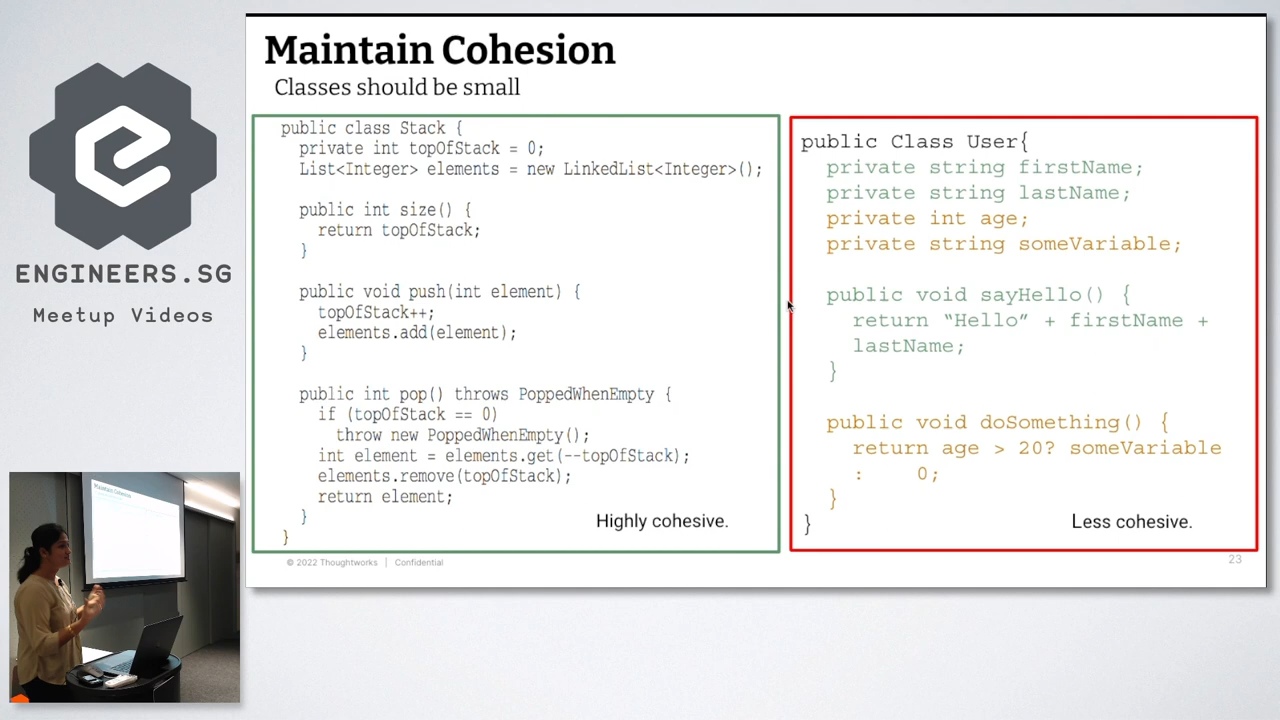 Maintain Cohesion
Classes should be small
public class Stack {
private int topOfStack = 0;
List<Integer> elements = new LinkedList<Integer>();
public int size() {
return topOfStack;
}
public void push(int element) {
topOfStack++;
elements.add(element);
}
public int pop() throws PoppedWhenEmpty {
if (topOfStack == 0)
throw new PoppedWhenEmpty();
int element = elements.get(--topOfStack);
elements.remove(topOfStack);
return element;
}
}
Highly cohesive.
public Class User{
private string firstName;
private string lastName;
private int age;
private string someVariable;
public void sayHello() {
return “Hello” + firstName +
lastName;
}
public void doSomething() {
return age > 20? someVariable
: 0;
}
}
Less cohesive.
© 2022 Thoughtworks | Confidential
23
ENGINEERS.SG
Meetup Videos
Maintain Cohesion